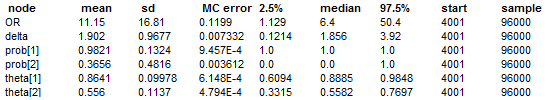 node mean sd MC error 2.5% median 97.5% start sample
OR 11.15 16.81 0.1199 1.129 6.4 50.4 4001 96000
delta 1.902 0.9677 0.007332 0.1214 1.856 3.92 4001 96000
prob[1] 0.9821 0.1324 9.457E-4 1.0 1.0 1.0 4001 96000
prob[2] 0.3656 0.4816 0.003612 0.0 0.0 1.0 4001 96000
theta[1] 0.8641 0.09978 6.148E-4 0.6094 0.8885 0.9848 4001 96000
theta[2] 0.556 0.1137 4.794E-4 0.3315 0.5582 0.7697 4001 96000